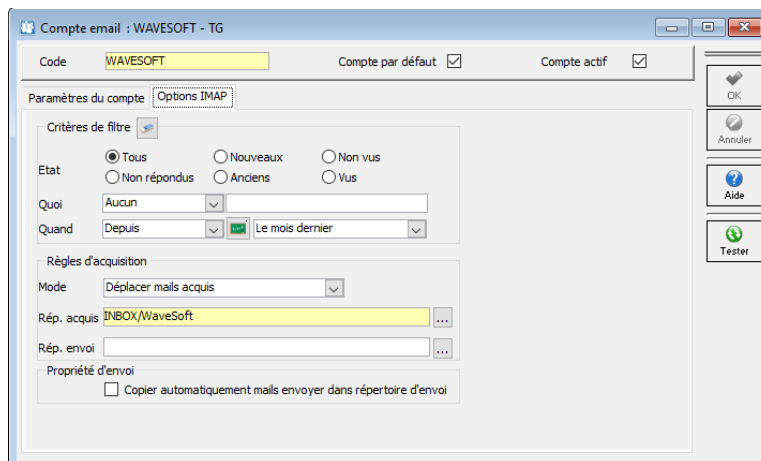 Compte email : WAVESOFT - TG
Code WAVESOFT Compte par défaut Compte actif
OK
Annuler
Aide
Tester
Paramètres du compte Options IMAP
Critères de filtre
Etat Tous Nouveaux Non vus
Non répondus Anciens Vus
Quoi Aucun
Quand Depuis Le mois dernier
Règles d'acquisition
Mode Déplacer mails acquis
Rép. acquis INBOX/WaveSoft ...
Rép. envoi ...
Propriété d'envoi
Copier automatiquement mails envoyer dans répertoire d'envoi